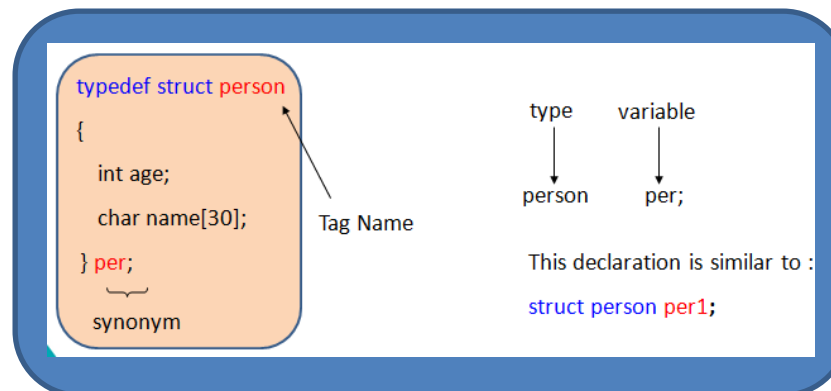 typedef struct person
{
int age;
char name[30];
} per;
synonym
Tag Name
type variable
person per;
This declaration is similar to :
struct person per1;